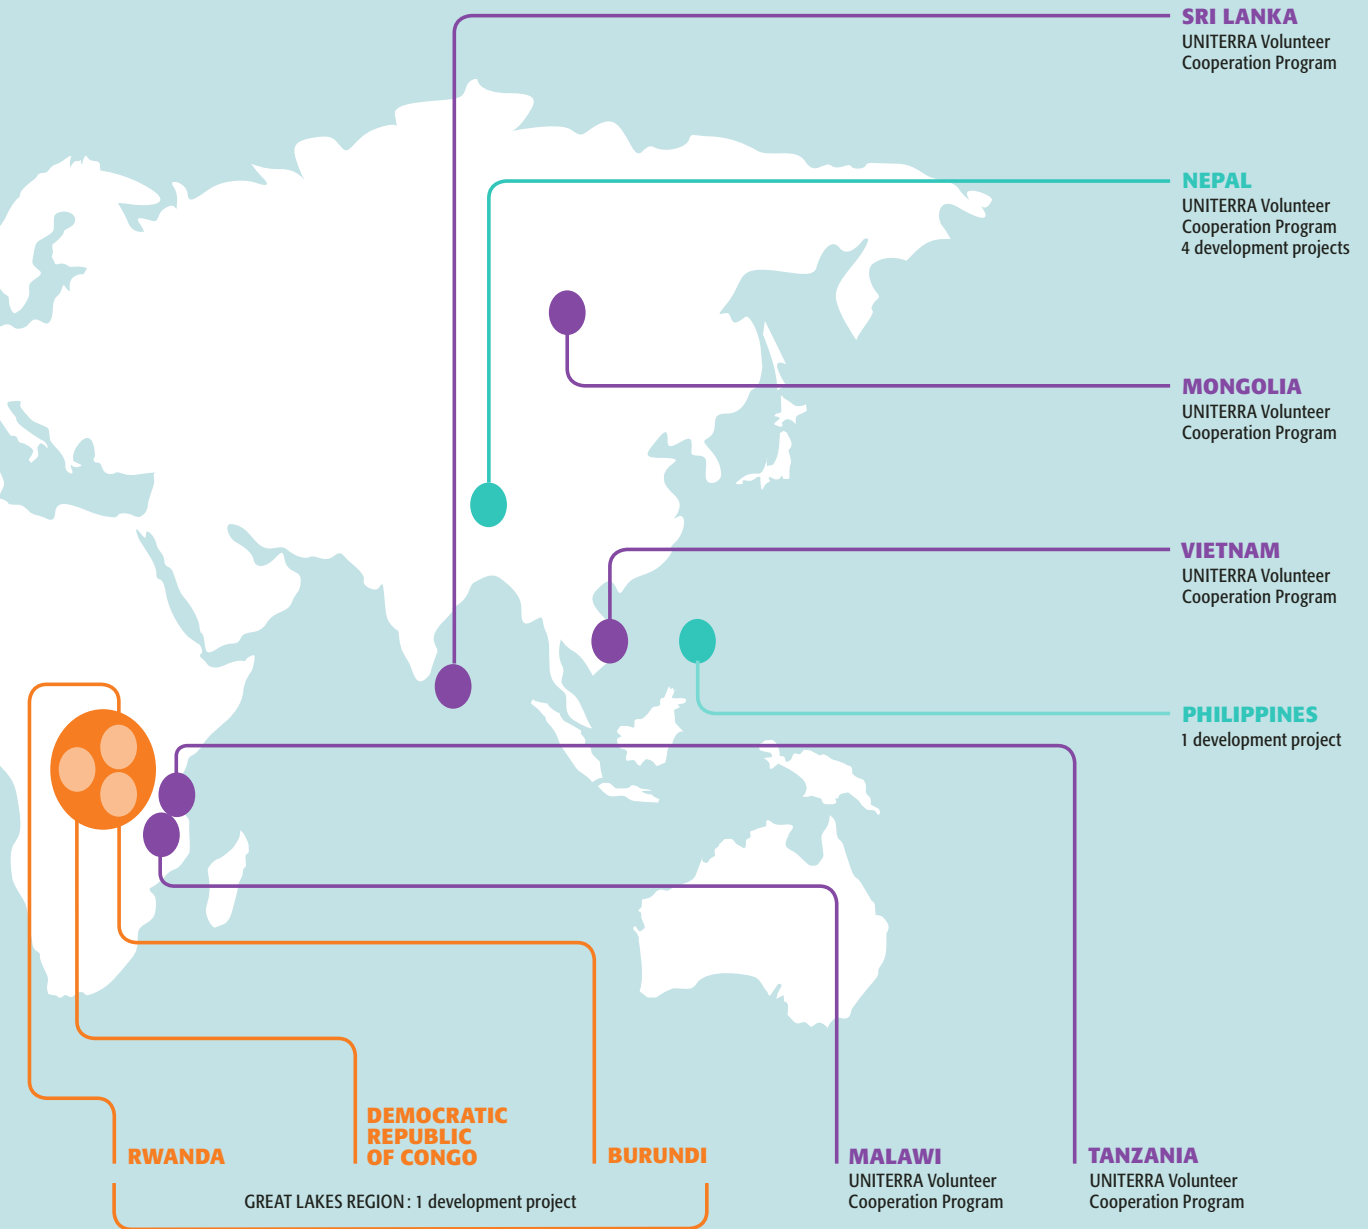 SRI LANKA
UNITERRA Volunteer
Cooperation Program
NEPAL
UNITERRA Volunteer
Cooperation Program
4 development projects
MONGOLIA
UNITERRA Volunteer
Cooperation Program
VIETNAM
UNITERRA Volunteer
Cooperation Program
PHILIPPINES
1 development project
RWANDA
DEMOCRATIC
REPUBLIC
OF CONGO
BURUNDI
GREAT LAKES REGION : 1 development project
MALAWI
UNITERRA Volunteer
Cooperation Program
TANZANIA
UNITERRA Volunteer
Cooperation Program